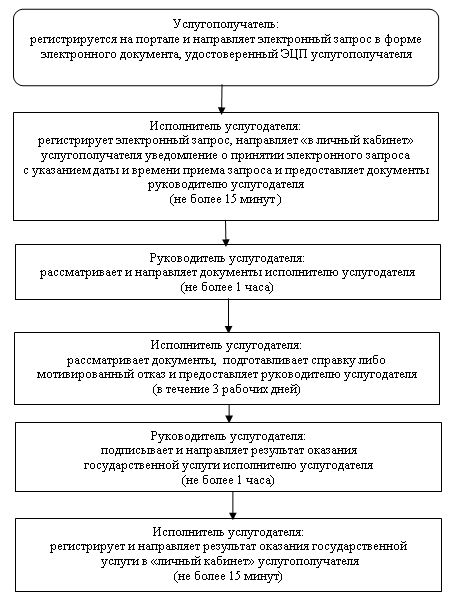 Услугополучатель:
регистрируется на портале и направляет электронный запрос в форме
электронного документа, удостоверенный ЭЦП услугополучателя
Исполнитель услугодателя:
регистрирует электронный запрос, направляет «в личный кабинет»
услугополучателя уведомление о принятии электронного запроса
с указанием даты и времени приема запроса и предоставляет документы
руководителю услугодателя
(не более 15 минут )
Руководитель услугодателя:
рассматривает и направляет документы исполнителю услугодателя
(не более 1 часа)
Исполнитель услугодателя:
рассматривает документы, подготавливает справку либо
мотивированный отказ и предоставляет руководителю услугодателя
(в течение 3 рабочих дней)
Руководитель услугодателя:
подписывает и направляет результат оказания
государственной услуги исполнителю услугодателя
(не более 1 часа)
Исполнитель услугодателя:
регистрирует и направляет результат оказания государственной
услуги в «личный кабинет» услугополучателя
(не более 15 минут)